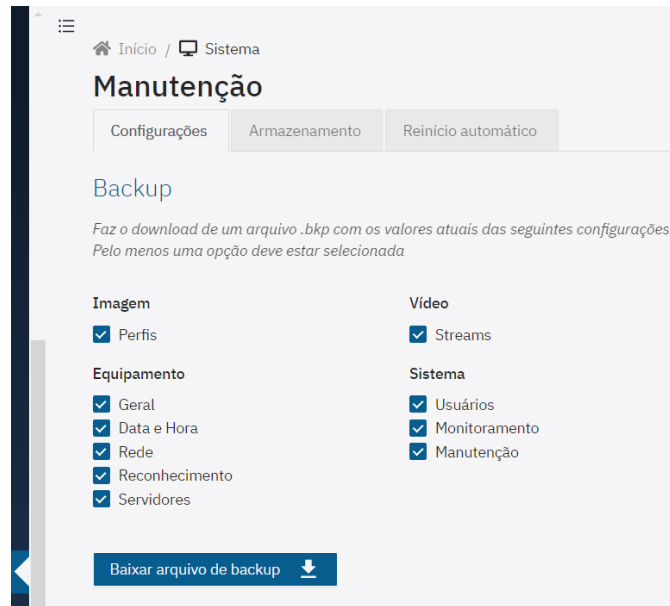 Início / Sistema
Manutenção
Configurações Armazenamento Reinício automático
Backup
Faz o download de um arquivo .bkp com os valores atuais das seguintes configurações
Pelo menos uma opção deve estar selecionada
Imagem
Perfis
Vídeo
Streams
Equipamento
Geral
Data e Hora
Rede
Reconhecimento
Servidores
Sistema
Usuários
Monitoramento
Manutenção
Baixar arquivo de backup